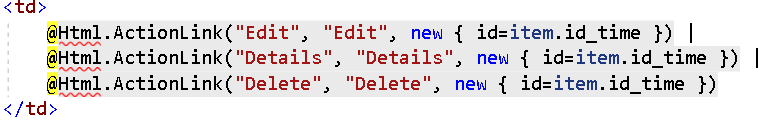 <td>
@Html.ActionLink("Edit", "Edit", new { id=item.id_time }) |
@Html.ActionLink("Details", "Details", new { id=item.id_time }) |
@Html.ActionLink("Delete", "Delete", new { id=item.id_time })
</td>